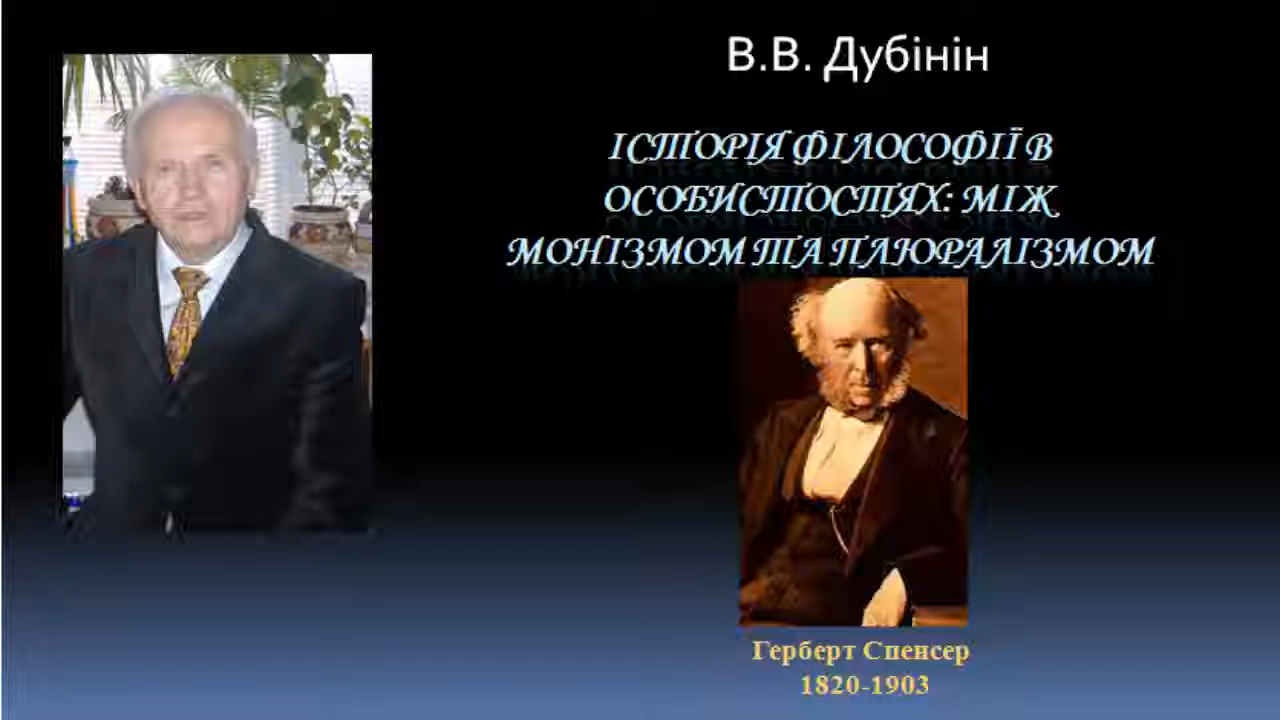 В.В. Дубінін
ІСТОРІЯ ФІЛОСОФІЇ В
ОСОБИСТОСТЯХ: МІЖ
МОНІЗМОМ ТА ПЛЮРАЛІЗМОМ
Герберт Спенсер
1820-1903